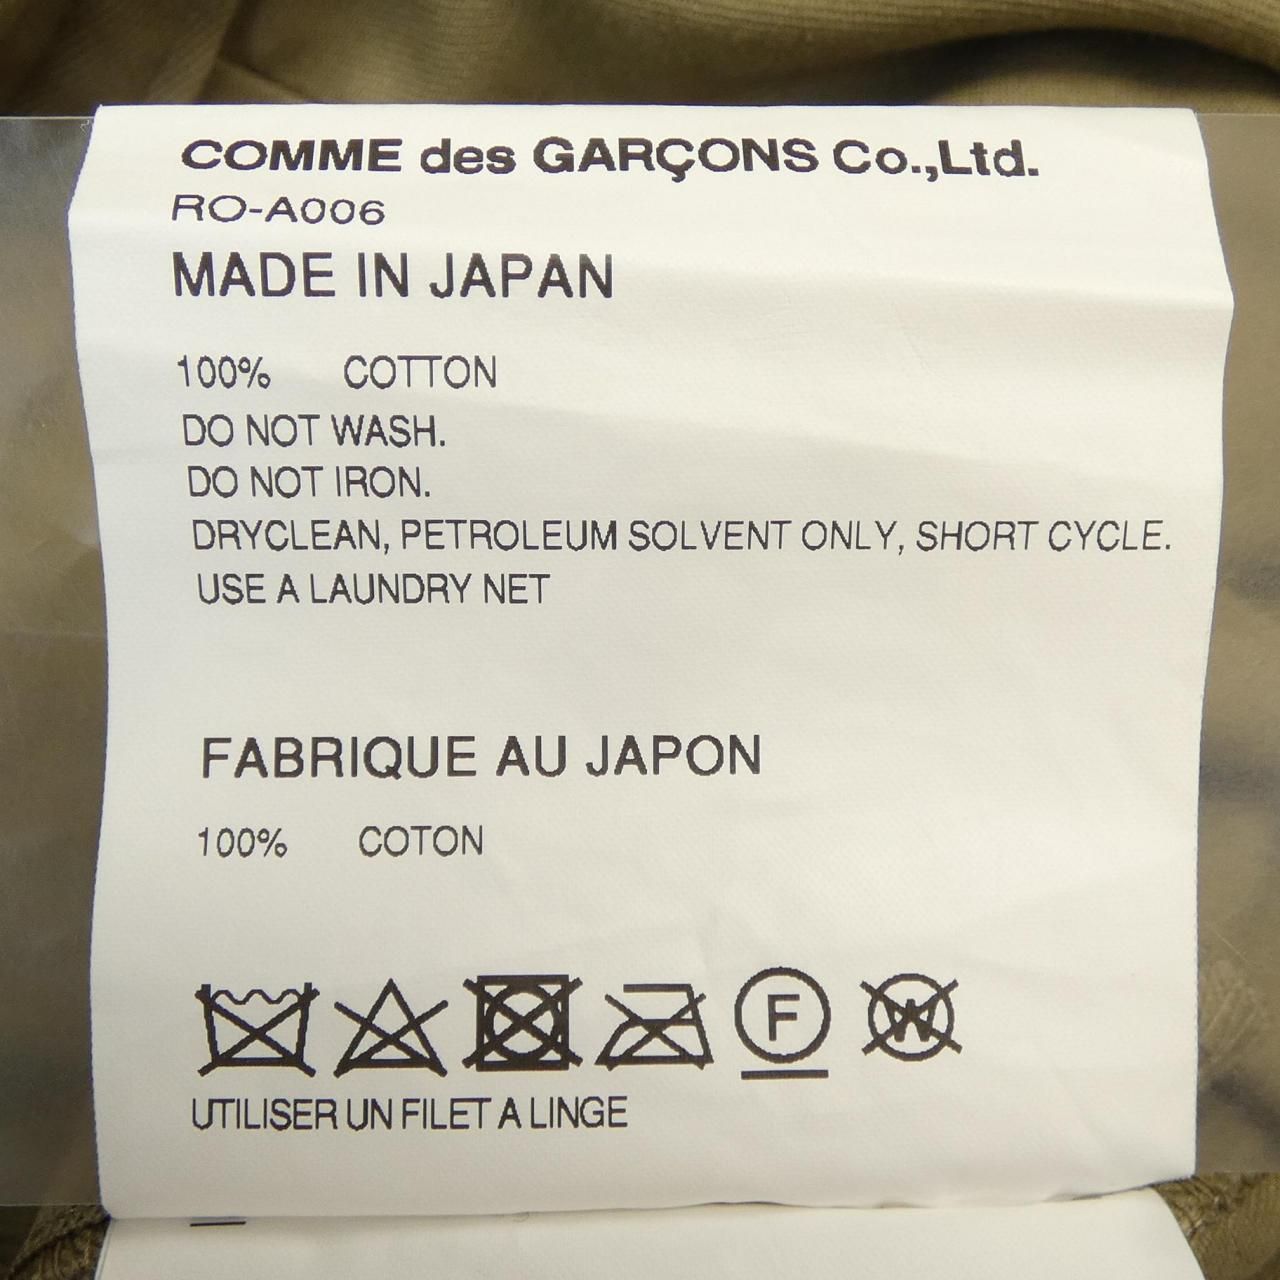 COMME des GARÇONS Co.,Ltd.
RO-A006
MADE IN JAPAN
100% COTTON
DO NOT WASH.
DO NOT IRON.
DRYCLEAN, PETROLEUM SOLVENT ONLY, SHORT CYCLE.
USE A LAUNDRY NET
FABRIQUE AU JAPON
100% COTON
F W
UTILISER UN FILET A LINGE